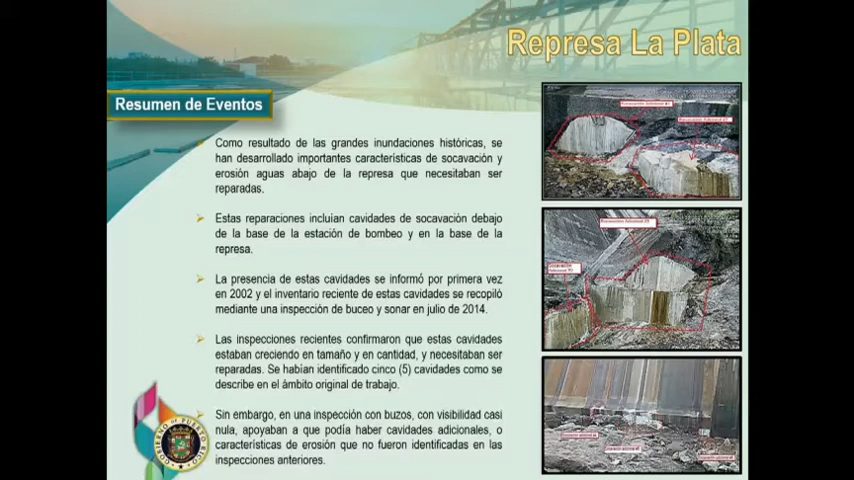 Represa La Plata
Resumen de Eventos
Como resultado de las grandes inundaciones históricas, se
han desarrollado importantes características de socavación y
erosión aguas abajo de la represa que necesitaban ser
reparadas.
Estas reparaciones incluian cavidades de socavación debajo
de la base de la estación de bombeo y en la base de la
represa.
La presencia de estas cavidades se informó por primera vez
en 2002 y el inventario reciente de estas cavidades se recopiló
mediante una inspección de buceo y sonar en julio de 2014.
Las inspecciones recientes confirmaron que estas cavidades
estaban creciendo en tamaño y en cantidad, y necesitaban ser
reparadas. Se habían identificado cinco (5) cavidades como se
describe en el ámbito original de trabajo.
Sin embargo, en una inspección con buzos, con visibilidad casi
nula, apoyaban a que podía haber cavidades adicionales, o
características de erosión que no fueron identificadas en las
inspecciones anteriores.
GOBIERNO DE PUERTO RICO